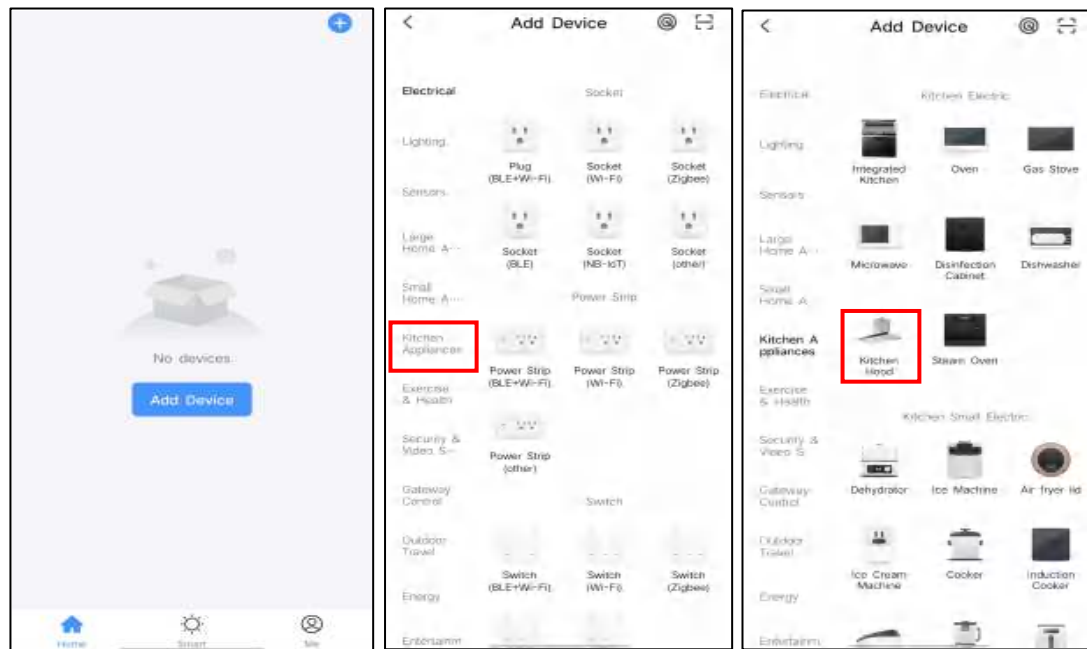 No devices
Add Device
Home
Smart
Me
Add Device
Electrical
Lighting
Sensors
Large
Home A...
Small
Home A...
Kitchen
Appliances
Exercise
& Health
Security &
Video S...
Gateway
Control
Outdoor
Travel
Energy
Entertainm
Socket
Plug
(BLE+Wi-Fi)
Socket
(Wi-Fi)
Socket
(Zigbee)
Socket
(BLE)
Socket
(NB-IoT)
Socket
(other)
Power Strip
Power Strip
(BLE+Wi-Fi)
Power Strip
(Wi-Fi)
Power Strip
(Zigbee)
Power Strip
(other)
Switch
Switch
(BLE+Wi-Fi)
Switch
(Wi-Fi)
Switch
(Zigbee)
Add Device
Electrical
Lighting
Sensors
Large
Home A...
Small
Home A...
Kitchen A
ppliances
Exercise
& Health
Security &
Video S
Gateway
Control
Outdoor
Travel
Energy
Entertainm
Kitchen Electric
Integrated
Kitchen
Oven
Gas Stove
Microwave
Disinfection
Cabinet
Dishwasher
Kitchen
Hood
Steam Oven
Kitchen Small Electric
Dehydrator
Ice Machine
Air fryer lid
Ice Cream
Machine
Cooker
Induction
Cooker